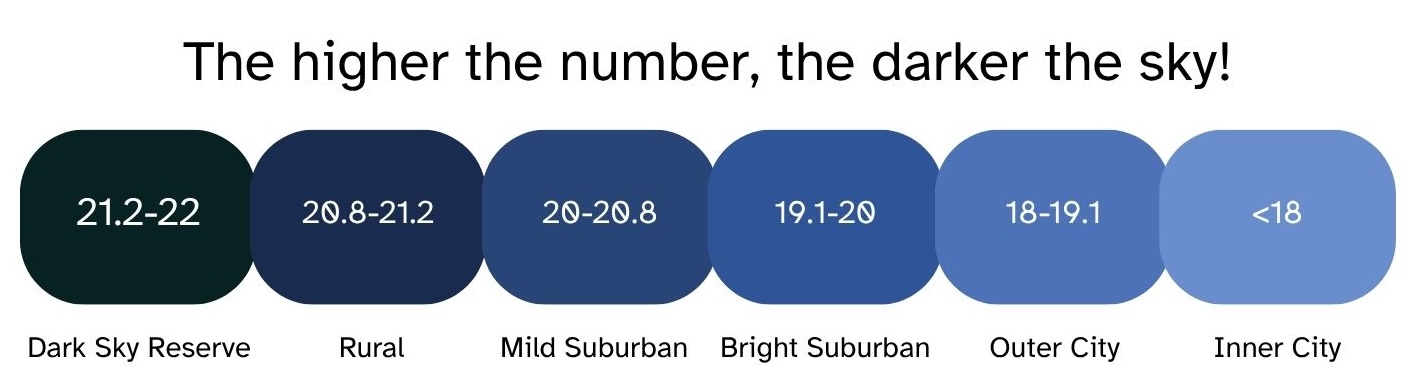 The higher the number, the darker the sky!
21.2-22 20.8-21.2 20-20.8 19.1-20 18-19.1 <18
Dark Sky Reserve Rural Mild Suburban Bright Suburban Outer City Inner City